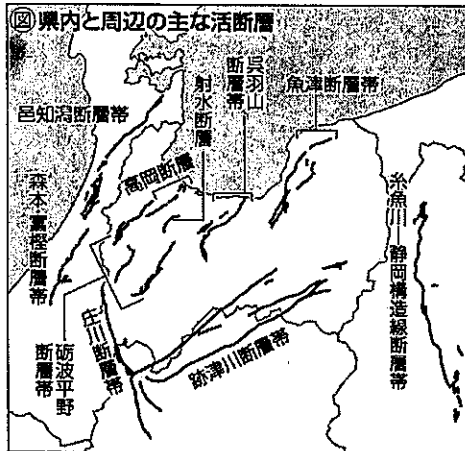 図県内と周辺の主な活断層
邑知潟断層帯
射水断層
呉羽山断層帯
魚津断層帯
高岡断層
森本・富樫断層帯
糸魚川―静岡構造線断層帯
砺波平野断層帯
庄川断層帯
跡津川断層帯